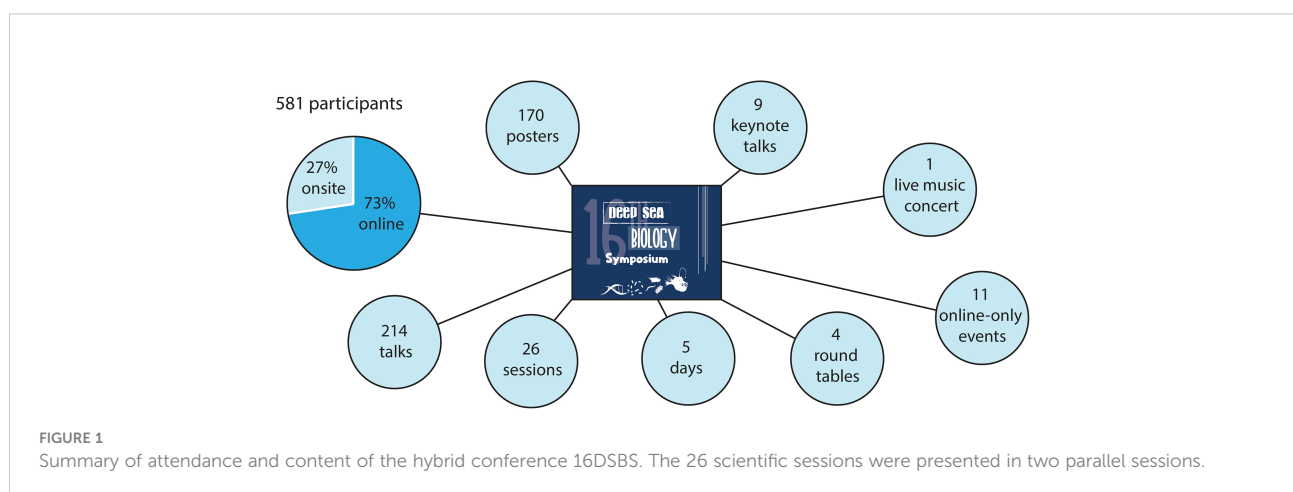 581 participants
27%
onsite
73%
online
170
posters
9
keynote
talks
1
live music
concert
16TH
DEEP SEA
BIOLOGY
Symposium
11
online-only
events
214
talks
26
sessions
5
days
4
round
tables
FIGURE 1
Summary of attendance and content of the hybrid conference 16DSBS. The 26 scientific sessions were presented in two parallel sessions.